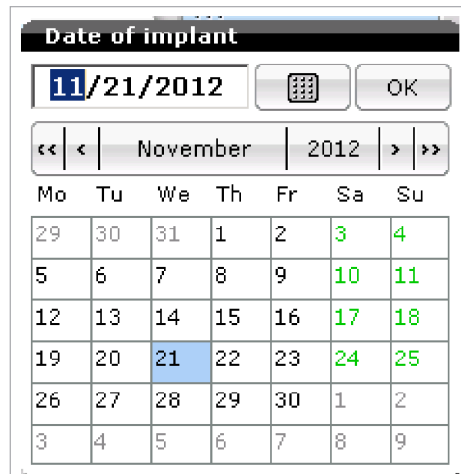 Date of implant
11/21/2012 OK
‹‹ ‹ November 2012 › ››
Mo Tu We Th Fr Sa Su
29 30 31 1 2 3 4
5 6 7 8 9 10 11
12 13 14 15 16 17 18
19 20 21 22 23 24 25
26 27 28 29 30 1 2
3 4 5 6 7 8 9